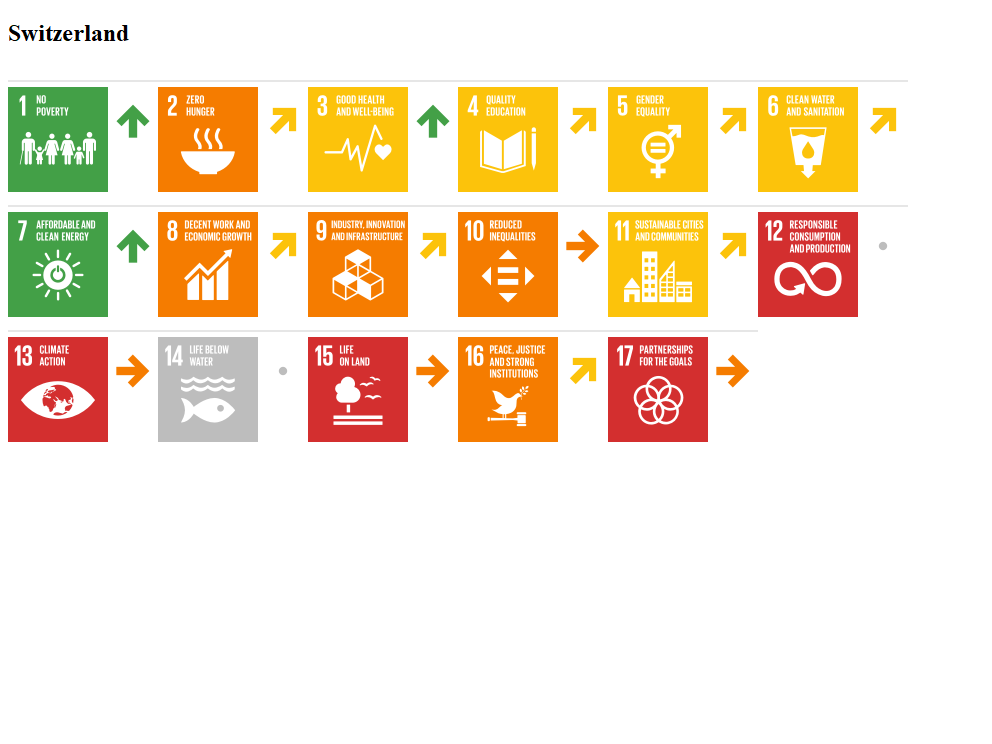 Switzerland
1 NO
POVERTY
2 ZERO
HUNGER
3 GOOD HEALTH
AND WELL-BEING
4 QUALITY
EDUCATION
5 GENDER
EQUALITY
6 CLEAN WATER
AND SANITATION
7 AFFORDABLE AND
CLEAN ENERGY
8 DECENT WORK AND
ECONOMIC GROWTH
9 INDUSTRY, INNOVATION
AND INFRASTRUCTURE
10 REDUCED
INEQUALITIES
11 SUSTAINABLE CITIES
AND COMMUNITIES
12 RESPONSIBLE
CONSUMPTION
AND PRODUCTION
13 CLIMATE
ACTION
14 LIFE BELOW
WATER
15 LIFE
ON LAND
16 PEACE, JUSTICE
AND STRONG
INSTITUTIONS
17 PARTNERSHIPS
FOR THE GOALS